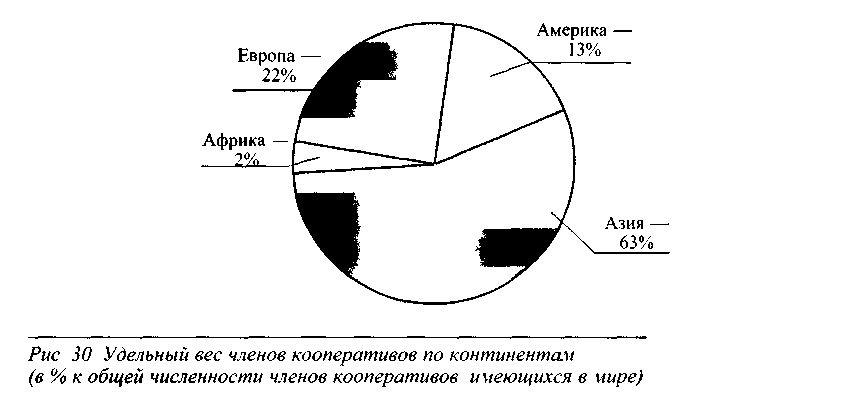 Европа —
22%
Америка —
13%
Африка —
2%
Азия —
63%
Рис 30 Удельный вес членов кооперативов по континентам
(в % к общей численности членов кооперативов имеющихся в мире)